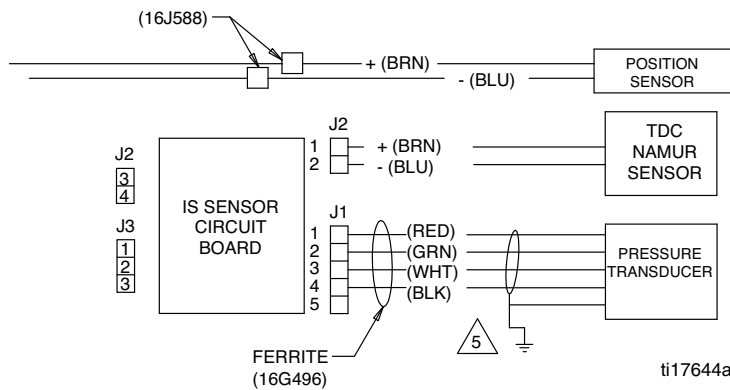 (16J588)
+ (BRN)
- (BLU)
POSITION
SENSOR
J2
1
2
+ (BRN)
- (BLU)
TDC
NAMUR
SENSOR
J2
3
4
J3
1
2
3
IS SENSOR
CIRCUIT
BOARD
J1
1
2
3
4
5
(RED)
(GRN)
(WHT)
(BLK)
PRESSURE
TRANSDUCER
5
FERRITE
(16G496)
ti17644a